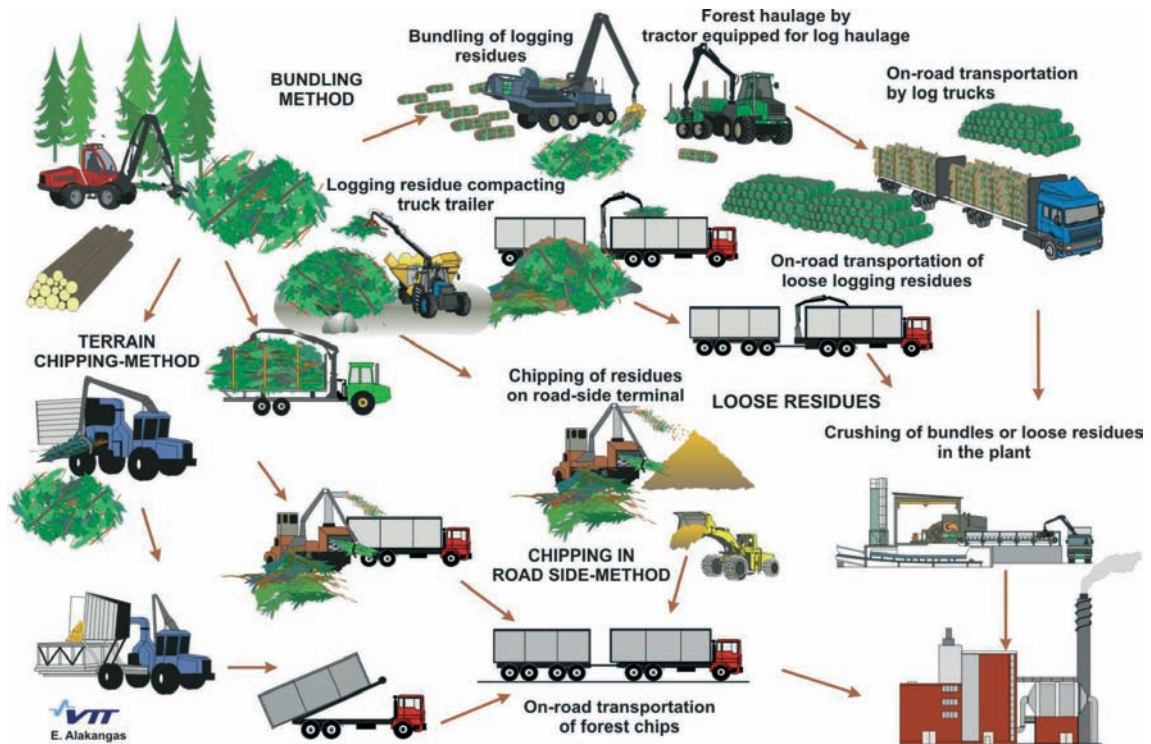 Bundling of logging
residues
Forest haulage by
tractor equipped for log haulage
BUNDLING
METHOD
On-road transportation
by log trucks
Logging residue compacting
truck trailer
On-road transportation of
loose logging residues
TERRAIN
CHIPPING-METHOD
Chipping of residues
on road-side terminal
LOOSE RESIDUES
Crushing of bundles or loose residues
in the plant
CHIPPING IN
ROAD SIDE-METHOD
On-road transportation
of forest chips
VTT
E. Alakangas